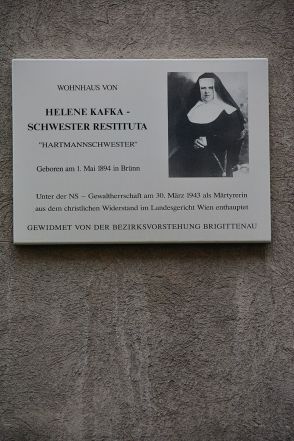 WOHNHAUS VON
HELENE KAFKA -
SCHWESTER RESTITUTA
"HARTMANNSCHWESTER"
Geboren am 1. Mai 1894 in Brünn
Unter der NS - Gewaltherrschaft am 30. März 1943 als Märtyrerin
aus dem christlichen Widerstand im Landesgericht Wien enthauptet
GEWIDMET VON DER BEZIRKSVORSTEHUNG BRIGITTENAU